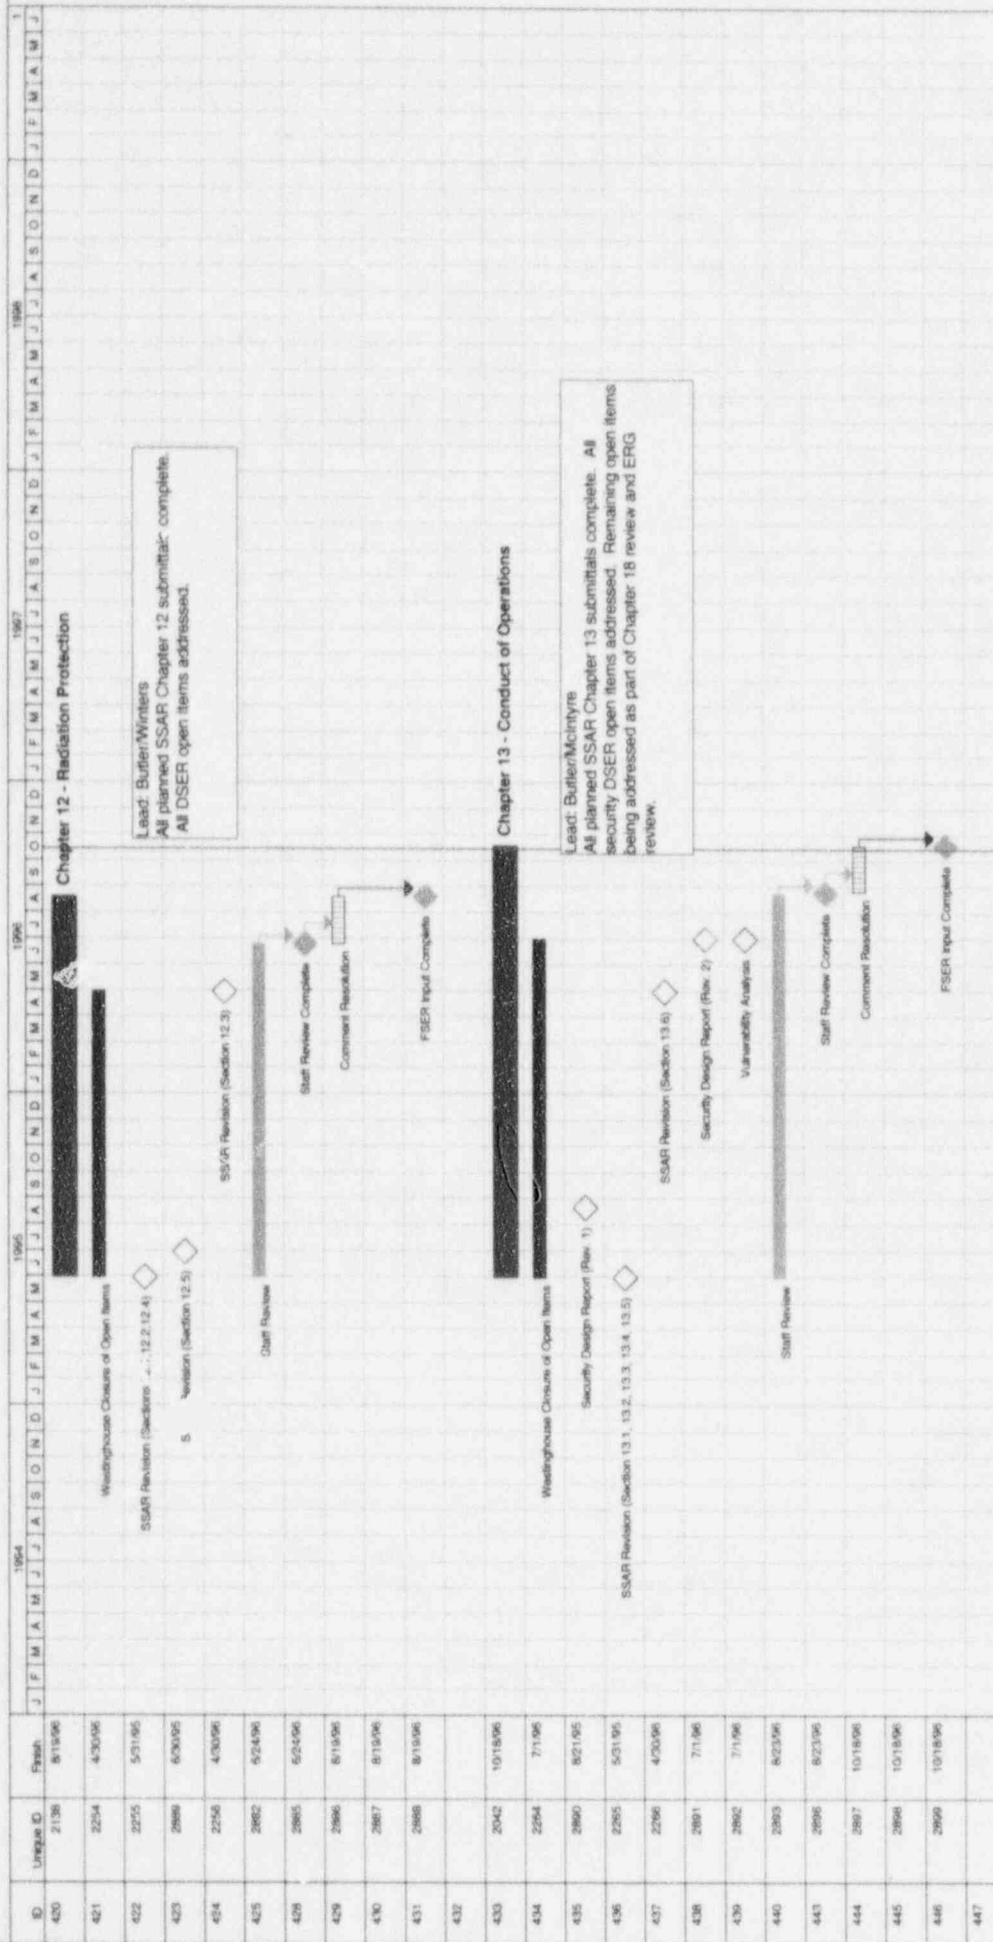 ID Unique ID Finish
1994 1995 1996 1997 1998 1
J F M A M J J A S O N D J F M A M J J A S O N D J F M A M J J A S O N D J F M A M J J A S O N D J F M A M J J A S O N D J F M A M J
420 2138 8/19/96 Chapter 12 - Radiation Protection
421 2254 4/30/96 Westinghouse Closure of Open Items
422 2255 5/31/95 SSAR Revision (Sections 12.2, 12.4)
423 2889 6/30/95 S Revision (Section 12.5)
424 2256 4/30/96 SSAR Revision (Section 12.3)
Lead: Butler/Winters
All planned SSAR Chapter 12 submittals complete.
All DSER open items addressed.
425 2882 6/24/96 Staff Review
428 2885 6/24/96 Staff Review Complete
429 2886 8/19/96 Comment Resolution
430 2887 8/19/96
431 2888 8/19/96 FSER Input Complete
432
433 2042 10/18/96 Chapter 13 - Conduct of Operations
434 2264 7/1/96 Westinghouse Closure of Open Items
435 2890 8/21/95 Security Design Report (Rev. 1)
436 2265 5/31/95 SSAR Revision (Section 13.1, 13.2, 13.3, 13.4, 13.5)
437 2266 4/30/96 SSAR Revision (Section 13.6)
Lead: Butler/McIntyre
All planned SSAR Chapter 13 submittals complete. All
security DSER open items addressed. Remaining open items
being addressed as part of Chapter 18 review and ERG
review.
438 2891 7/1/96 Security Design Report (Rev. 2)
439 2892 7/1/96 Vulnerability Analysis
440 2893 8/23/96 Staff Review
443 2896 8/23/96 Staff Review Complete
444 2897 10/18/96 Comment Resolution
445 2898 10/18/96
446 2899 10/18/96 FSER Input Complete
447